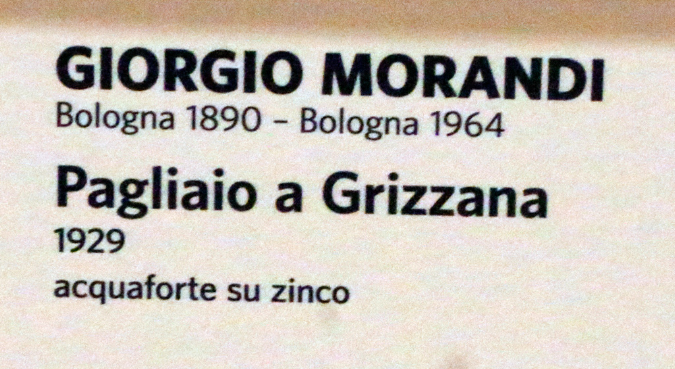 GIORGIO MORANDI
Bologna 1890 – Bologna 1964
Pagliaio a Grizzana
1929
acquaforte su zinco